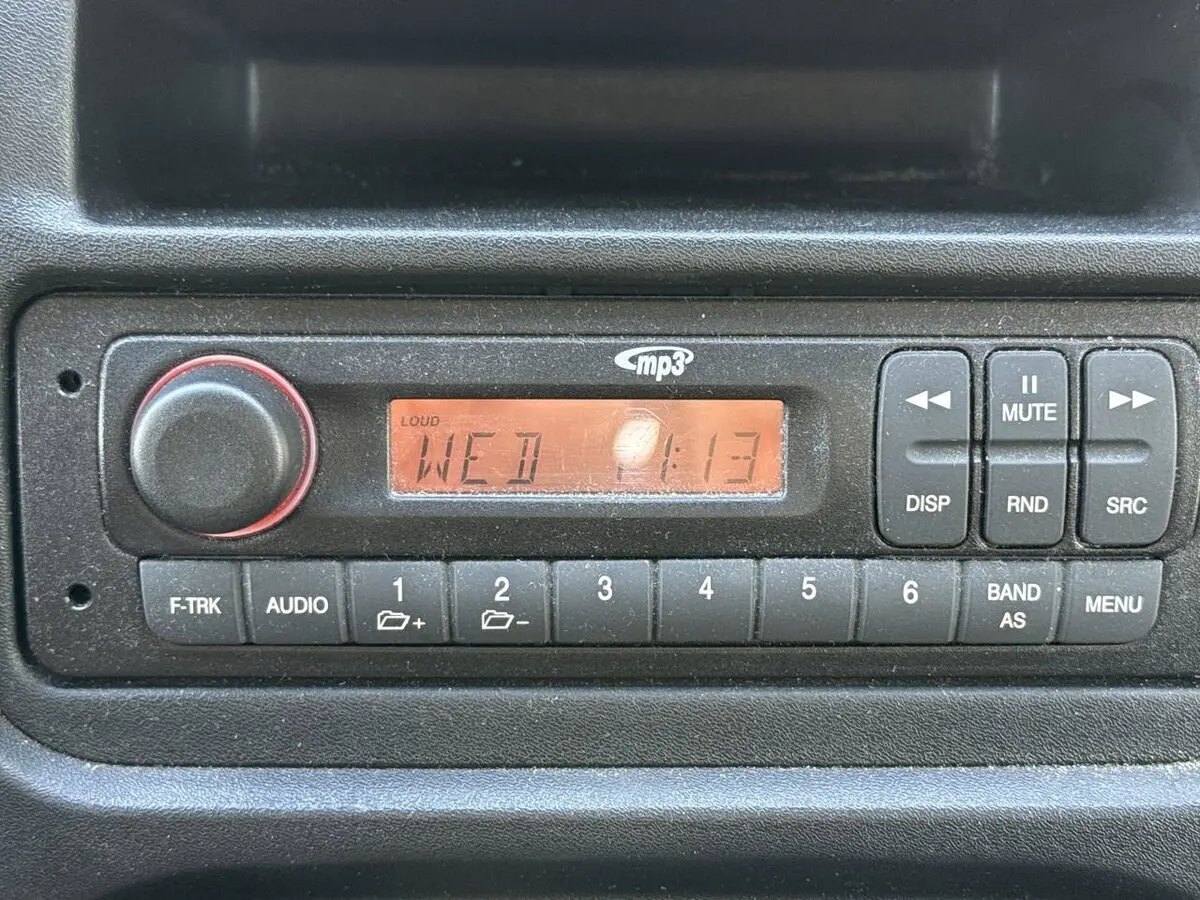 mp3
LOUD
WED 11:13
MUTE
DISP RND SRC
F-TRK AUDIO 1 + 2 − 3 4 5 6 BAND AS MENU